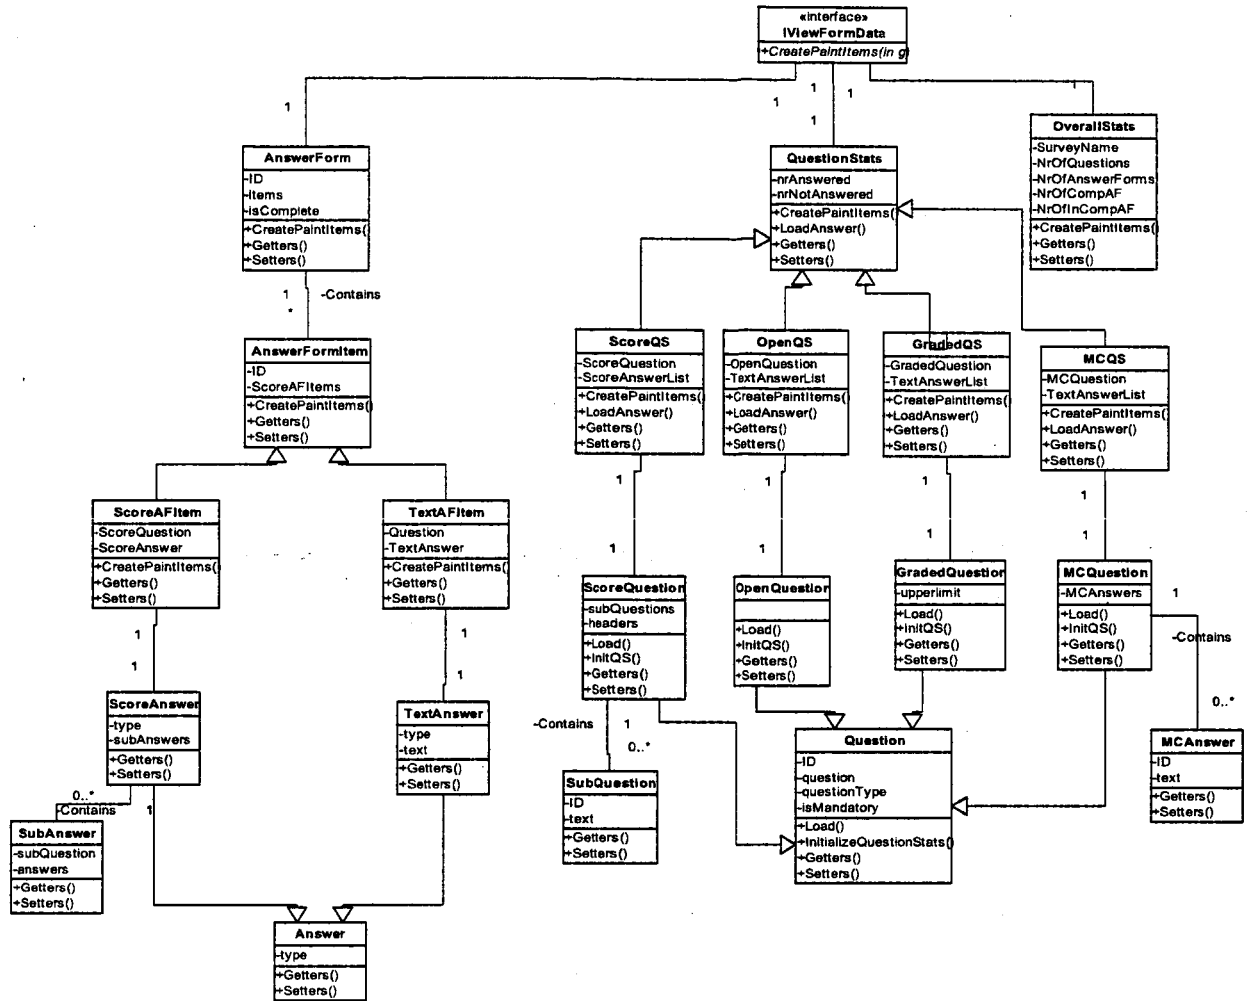 «interface»
IViewFormData
+CreatePaintItems(in g)
1
1
1
1
1
1
AnswerForm
-ID
-Items
-isComplete
+CreatePaintItems(
+Getters()
+Setters()
QuestionStats
-nrAnswered
-nrNotAnswered
+CreatePaintItems(
+LoadAnswer()
+Getters()
+Setters()
OverallStats
-SurveyName
-NrOfQuestions
-NrOfAnswerForms
-NrOfCompAF
-NrOfInCompAF
+CreatePaintItems(
+Getters()
+Setters()
1
-Contains
*
AnswerFormItem
-ID
-ScoreAFItems
+CreatePaintItems(
+Getters()
+Setters()
ScoreQS
-ScoreQuestion
-ScoreAnswerList
+CreatePaintItems(
+LoadAnswer()
+Getters()
+Setters()
OpenQS
-OpenQuestion
-TextAnswerList
+CreatePaintItems(
+LoadAnswer()
+Getters()
+Setters()
GradedQS
-GradedQuestion
-TextAnswerList
+CreatePaintItems(
+LoadAnswer()
+Getters()
+Setters()
MCQS
-MCQuestion
-TextAnswerList
+CreatePaintItems(
+LoadAnswer()
+Getters()
+Setters()
1
1
1
1
1
1
1
1
ScoreAFItem
-ScoreQuestion
-ScoreAnswer
+CreatePaintItems(
+Getters()
+Setters()
TextAFItem
-Question
-TextAnswer
+CreatePaintItems(
+Getters()
+Setters()
1
1
1
1
ScoreQuestion
-subQuestions
-headers
+Load()
+InitQS()
+Getters()
+Setters()
OpenQuestion
+Load()
+InitQS()
+Getters()
+Setters()
GradedQuestion
-upperlimit
+Load()
+InitQS()
+Getters()
+Setters()
MCQuestion
-MCAnswers
+Load()
+InitQS()
+Getters()
+Setters()
1
-Contains
0..*
ScoreAnswer
-type
-subAnswers
+Getters()
+Setters()
TextAnswer
-type
-text
+Getters()
+Setters()
-Contains
1
0..*
SubQuestion
-ID
-text
+Getters()
+Setters()
Question
-ID
-question
-questionType
-isMandatory
+Load()
+InitializeQuestionStats()
+Getters()
+Setters()
MCAnswer
-ID
-text
+Getters()
+Setters()
0..*
-Contains
1
SubAnswer
-subQuestion
-answers
+Getters()
+Setters()
Answer
-type
+Getters()
+Setters()